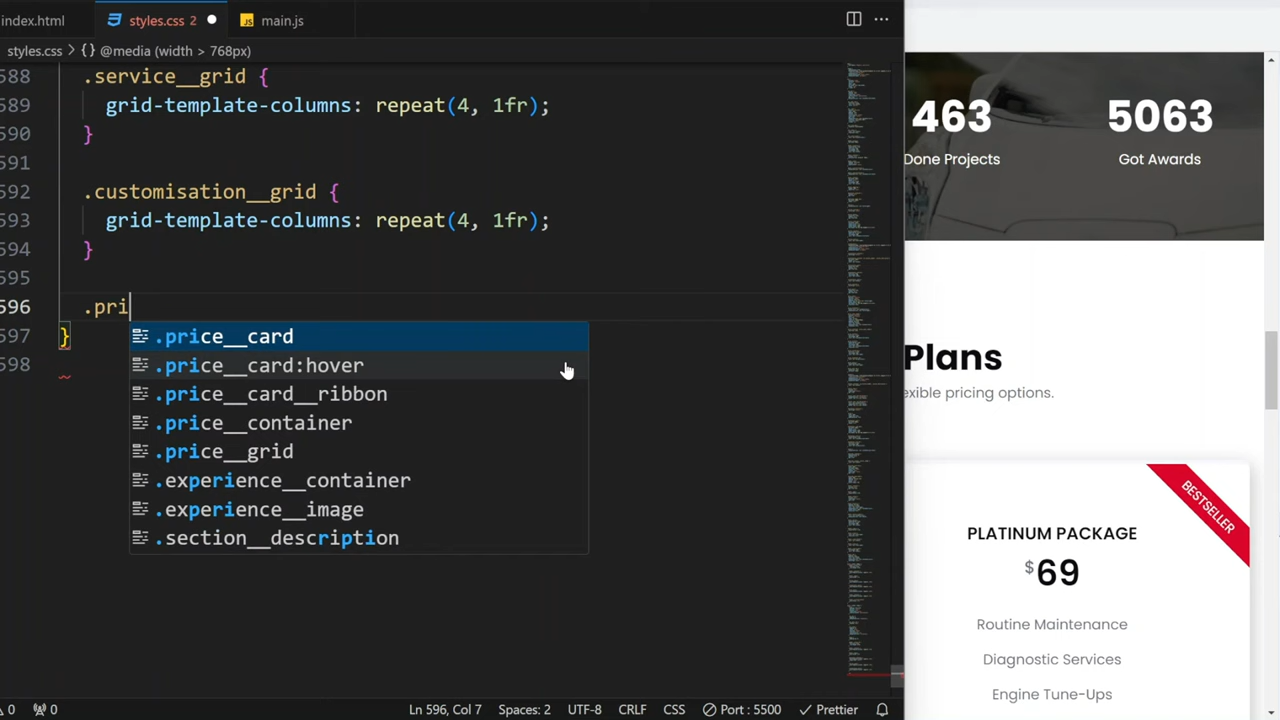 index.html
styles.css 2
main.js
styles.css > {} @media (width > 768px)
588 .service__grid {
589 grid-template-columns: repeat(4, 1fr);
590 }
591
592 .customisation__grid {
593 grid-template-columns: repeat(4, 1fr);
594 }
595
596 .pri
.price__card
597 }
.price__card:hover
598
.price__card__ribbon
.price__container
.price__grid
.experience__container
.experience__image
.section__description
0
0
Ln 596, Col 7
Spaces: 2
UTF-8
CRLF
CSS
Port : 5500
Prettier
463
5063
Done Projects
Got Awards
Plans
exible pricing options.
BESTSELLER
PLATINUM PACKAGE
$69
Routine Maintenance
Diagnostic Services
Engine Tune-Ups